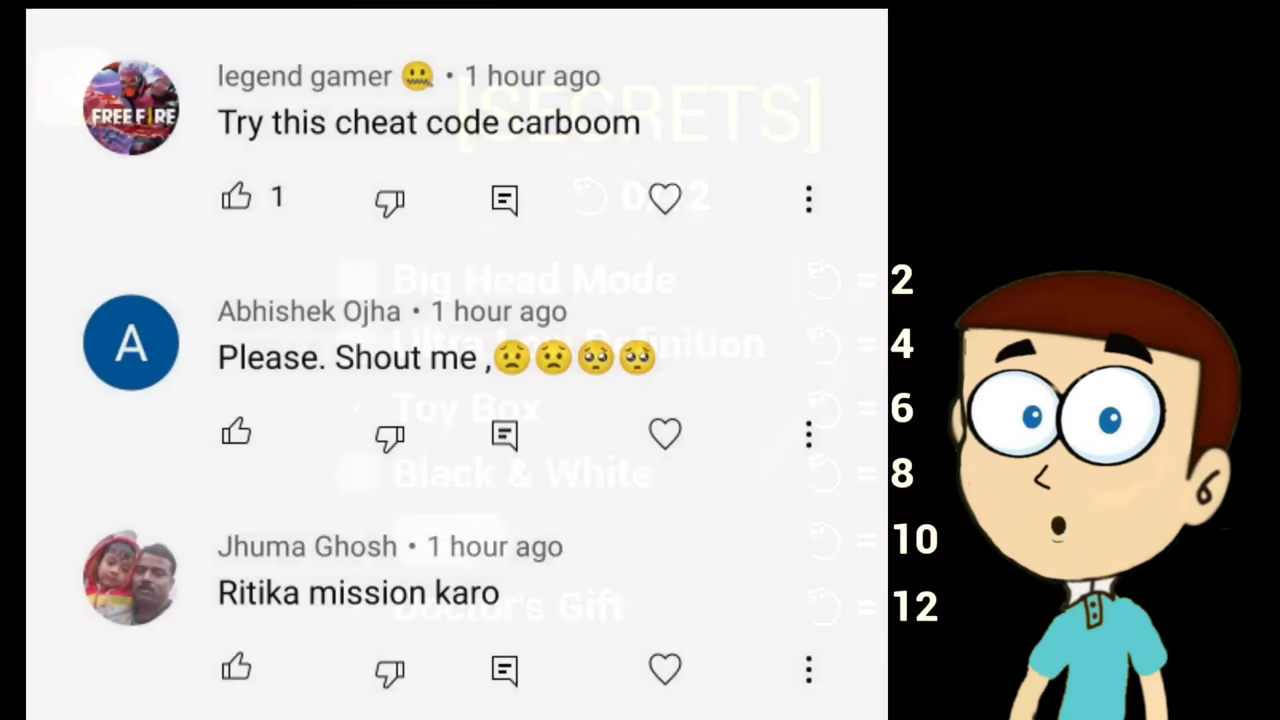 legend gamer 🤐 • 1 hour ago
FREE FIRE
Try this cheat code carboom
[SECRETS]
1
Big Head Mode = 2
Abhishek Ojha • 1 hour ago
A
Please. Shout me ,😟😟🥺🥺
= 4
Toy Box = 6
Black & White = 8
Jhuma Ghosh • 1 hour ago
= 10
Ritika mission karo
Doctor's Gift = 12